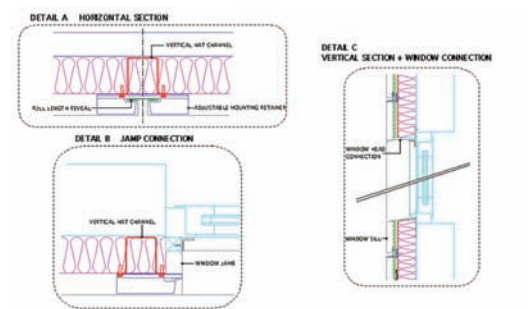 DETAIL A HORIZONTAL SECTION
VERTICAL HAT CHANNEL
FULL LENGTH REVEAL
ADJUSTABLE MOUNTING RETAINER
DETAIL B JAMP CONNECTION
VERTICAL HAT CHANNEL
WINDOW JAMB
DETAIL C
VERTICAL SECTION + WINDOW CONNECTION
WINDOW HEAD
CONNECTION
WINDOW SILL